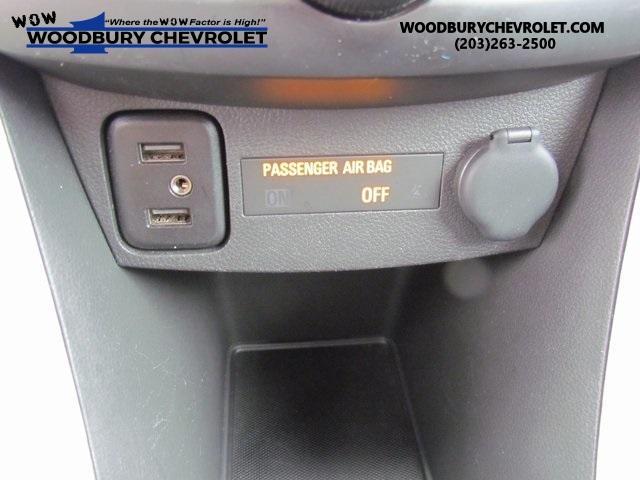 WOW
"Where the WOW Factor is High!"
WOODBURY CHEVROLET
WOODBURYCHEVROLET.COM
(203)263-2500
PASSENGER AIR BAG
ON OFF